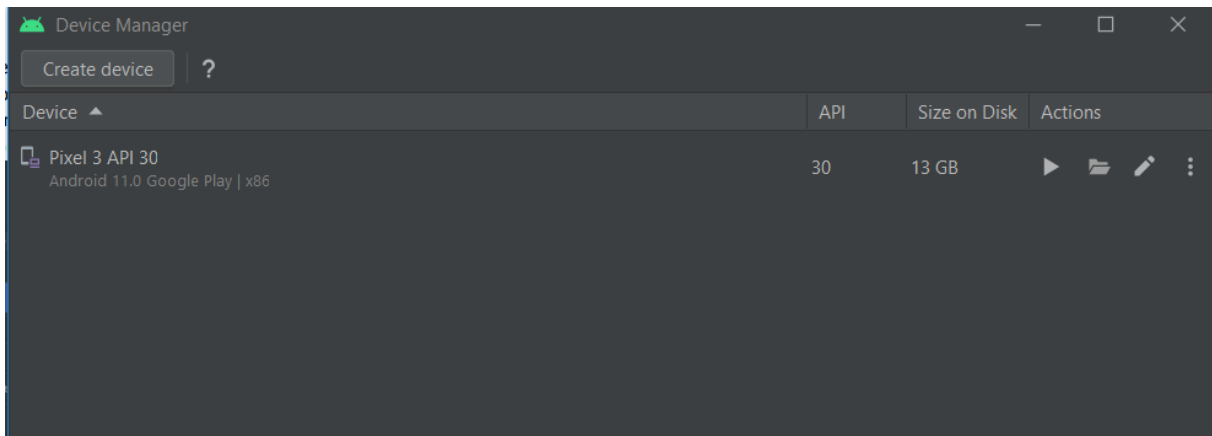 Device Manager
Create device ?
Device API Size on Disk Actions
Pixel 3 API 30
Android 11.0 Google Play | x86
30 13 GB